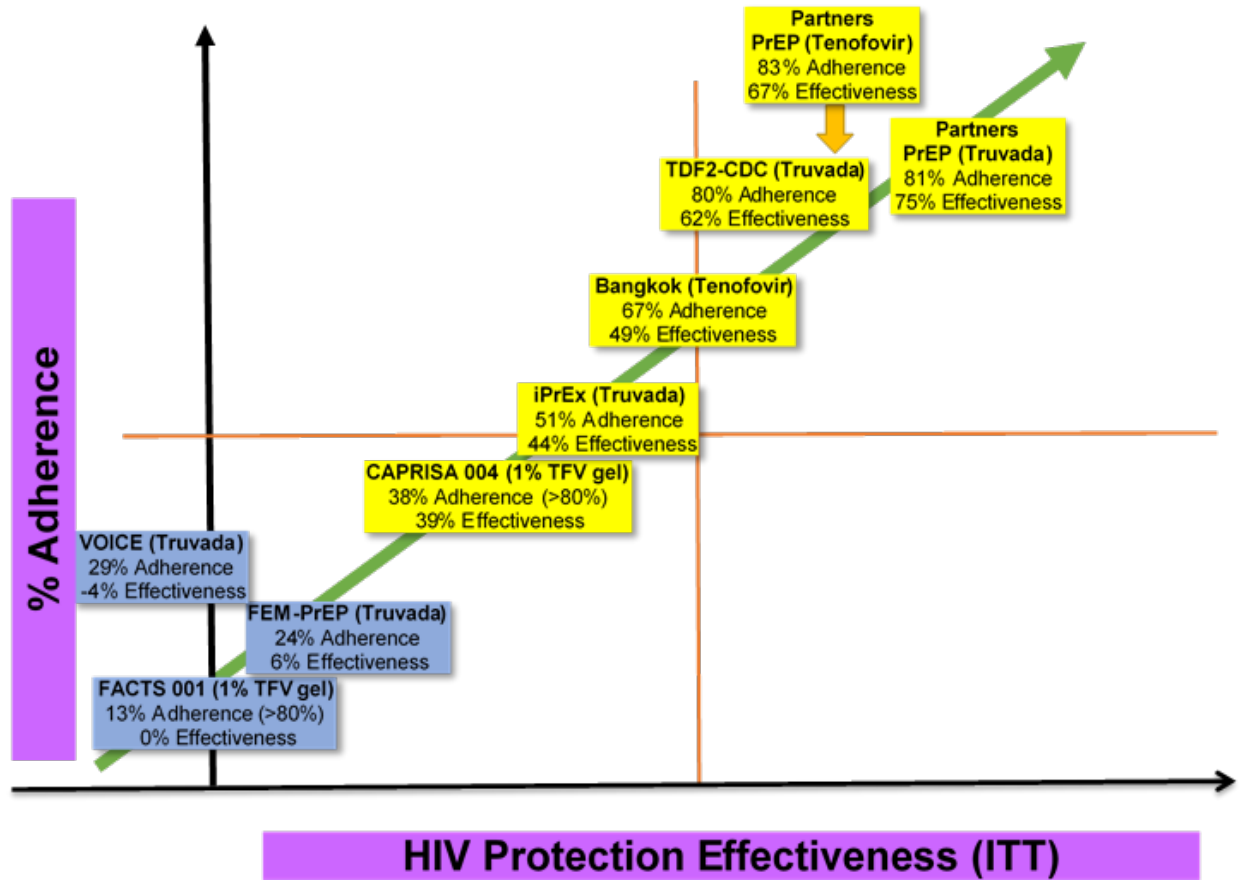 Partners
PrEP (Tenofovir)
83% Adherence
67% Effectiveness
Partners
PrEP (Truvada)
81% Adherence
75% Effectiveness
TDF2-CDC (Truvada)
80% Adherence
62% Effectiveness
Bangkok (Tenofovir)
67% Adherence
49% Effectiveness
iPrEx (Truvada)
51% Adherence
44% Effectiveness
CAPRISA 004 (1% TFV gel)
38% Adherence (>80%)
39% Effectiveness
VOICE (Truvada)
29% Adherence
-4% Effectiveness
FEM-PrEP (Truvada)
24% Adherence
6% Effectiveness
FACTS 001 (1% TFV gel)
13% Adherence (>80%)
0% Effectiveness
% Adherence
HIV Protection Effectiveness (ITT)